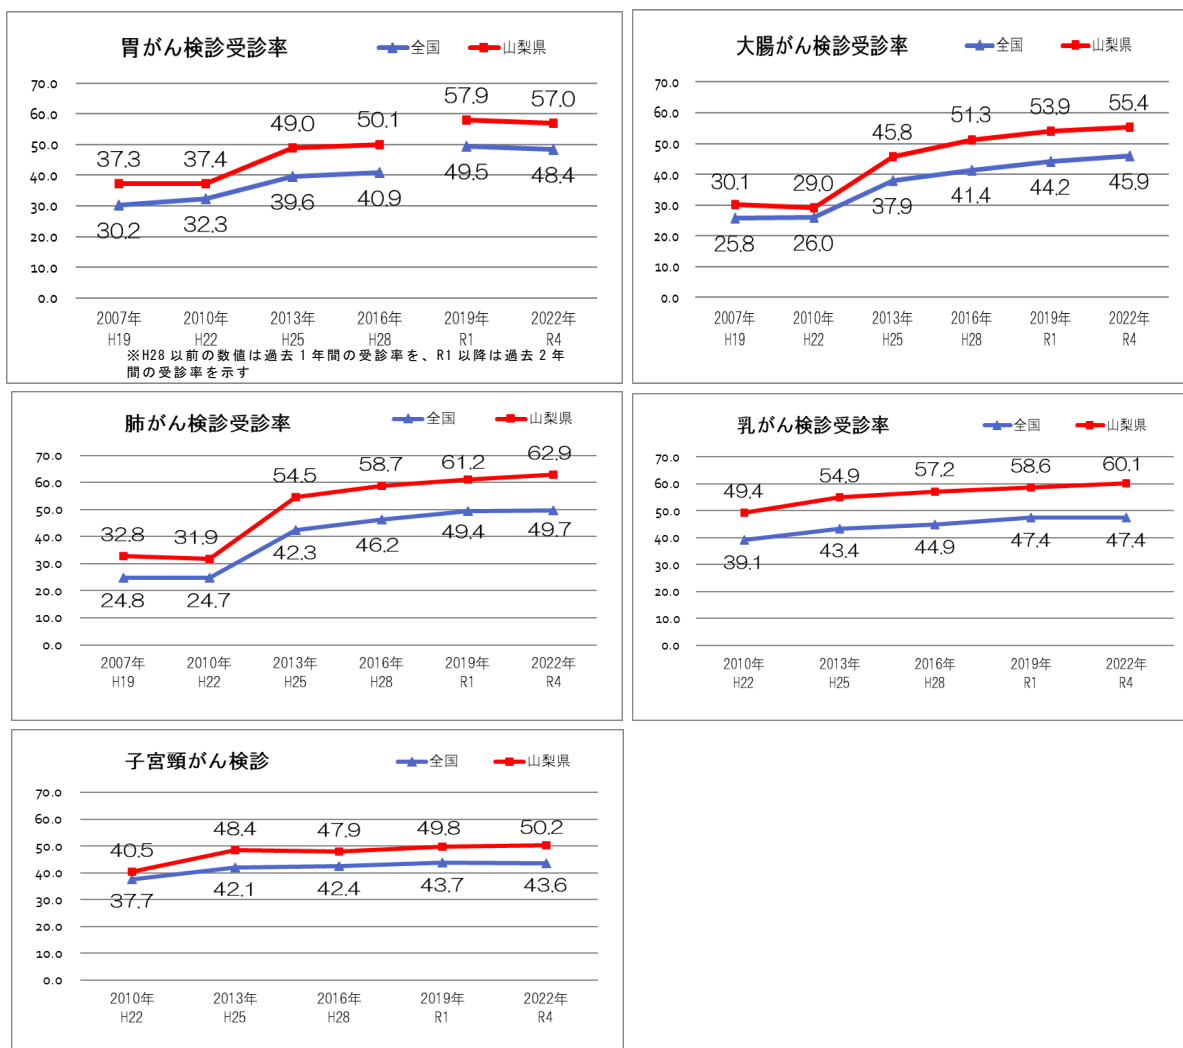 胃がん検診受診率
全国
山梨県
70.0
60.0
50.0
40.0
30.0
20.0
10.0
0.0
37.3
37.4
49.0
50.1
57.9
57.0
30.2
32.3
39.6
40.9
49.5
48.4
2007年
H19
2010年
H22
2013年
H25
2016年
H28
2019年
R1
2022年
R4
※H28以前の数値は過去1年間の受診率を、R1以降は過去2年
間の受診率を示す
大腸がん検診受診率
全国
山梨県
70.0
60.0
50.0
40.0
30.0
20.0
10.0
0.0
30.1
29.0
45.8
51.3
53.9
55.4
25.8
26.0
37.9
41.4
44.2
45.9
2007年
H19
2010年
H22
2013年
H25
2016年
H28
2019年
R1
2022年
R4
肺がん検診受診率
全国
山梨県
70.0
60.0
50.0
40.0
30.0
20.0
10.0
0.0
32.8
31.9
54.5
58.7
61.2
62.9
24.8
24.7
42.3
46.2
49.4
49.7
2007年
H19
2010年
H22
2013年
H25
2016年
H28
2019年
R1
2022年
R4
乳がん検診受診率
全国
山梨県
70.0
60.0
50.0
40.0
30.0
20.0
10.0
0.0
49.4
54.9
57.2
58.6
60.1
39.1
43.4
44.9
47.4
47.4
2010年
H22
2013年
H25
2016年
H28
2019年
R1
2022年
R4
子宮頸がん検診
全国
山梨県
70.0
60.0
50.0
40.0
30.0
20.0
10.0
0.0
40.5
48.4
47.9
49.8
50.2
37.7
42.1
42.4
43.7
43.6
2010年
H22
2013年
H25
2016年
H28
2019年
R1
2022年
R4